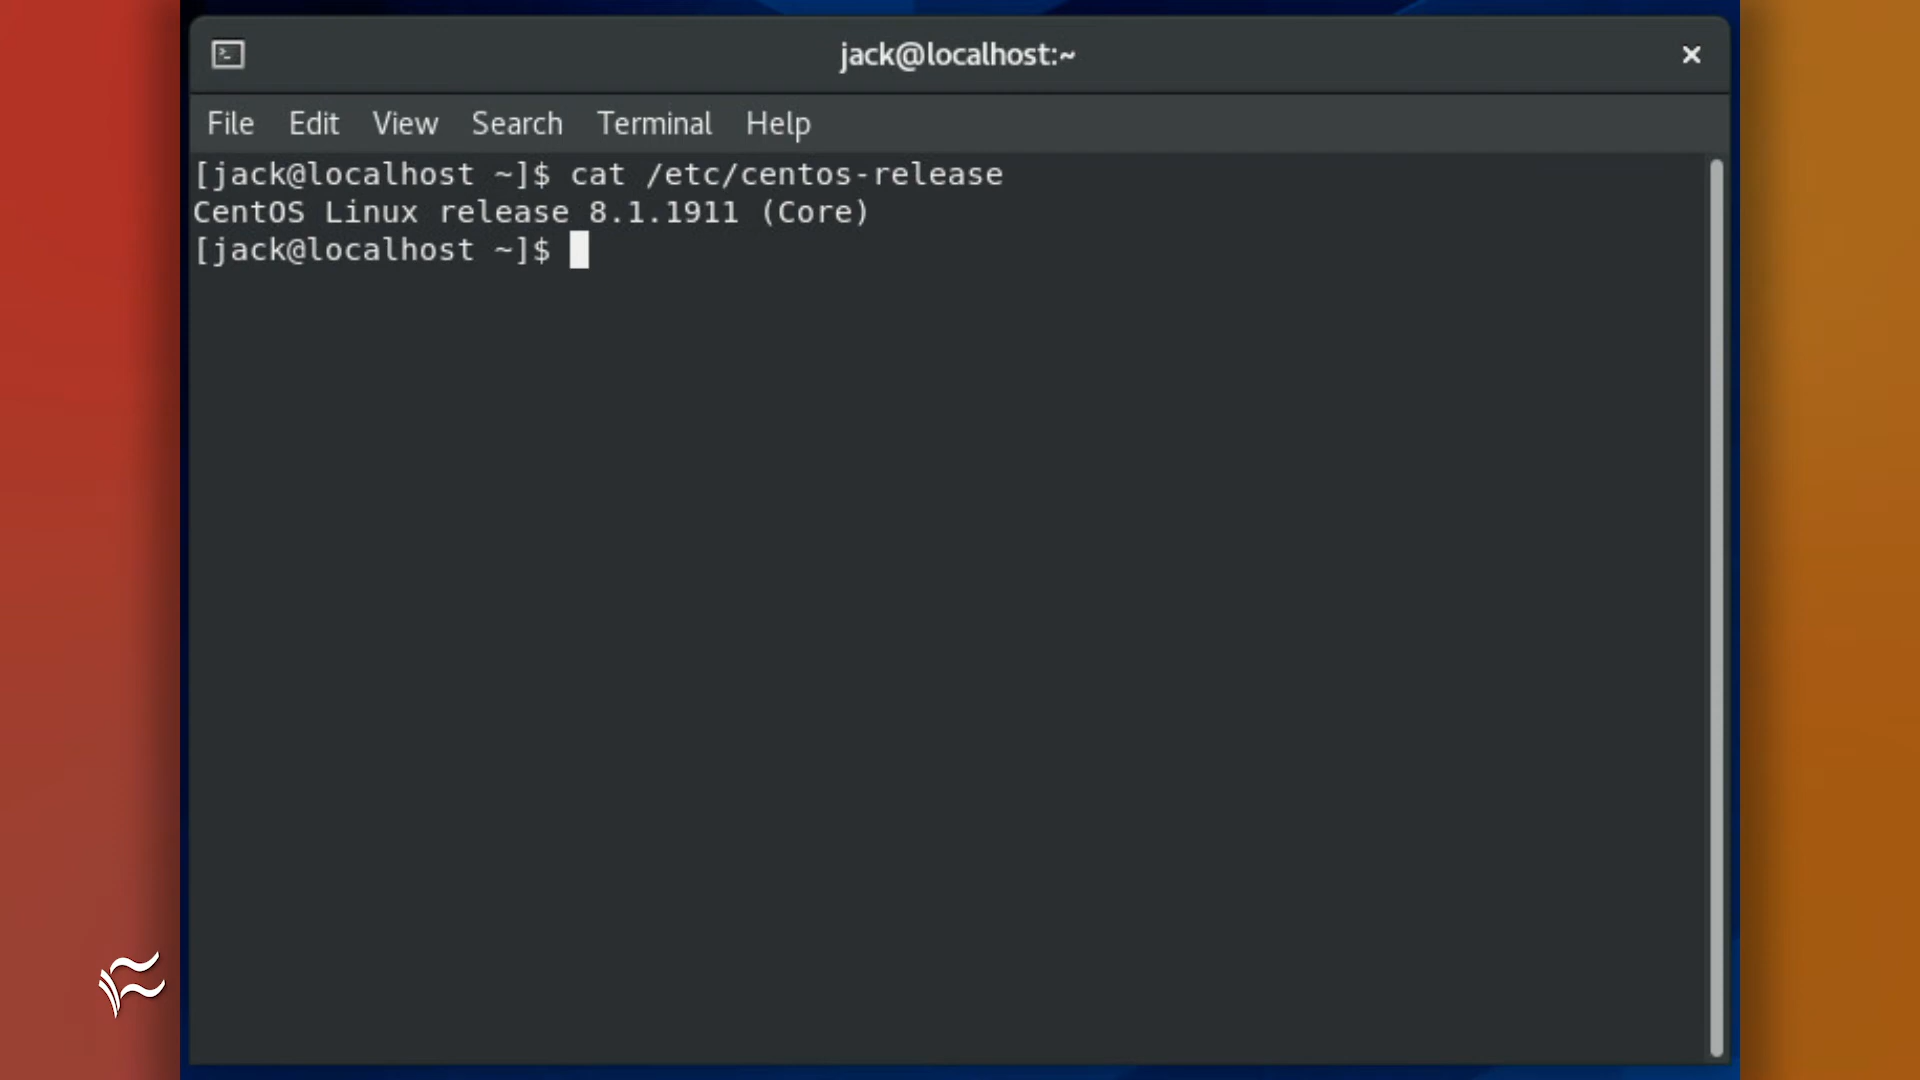 jack@localhost:~
File Edit View Search Terminal Help
[jack@localhost ~]$ cat /etc/centos-release
CentOS Linux release 8.1.1911 (Core)
[jack@localhost ~]$